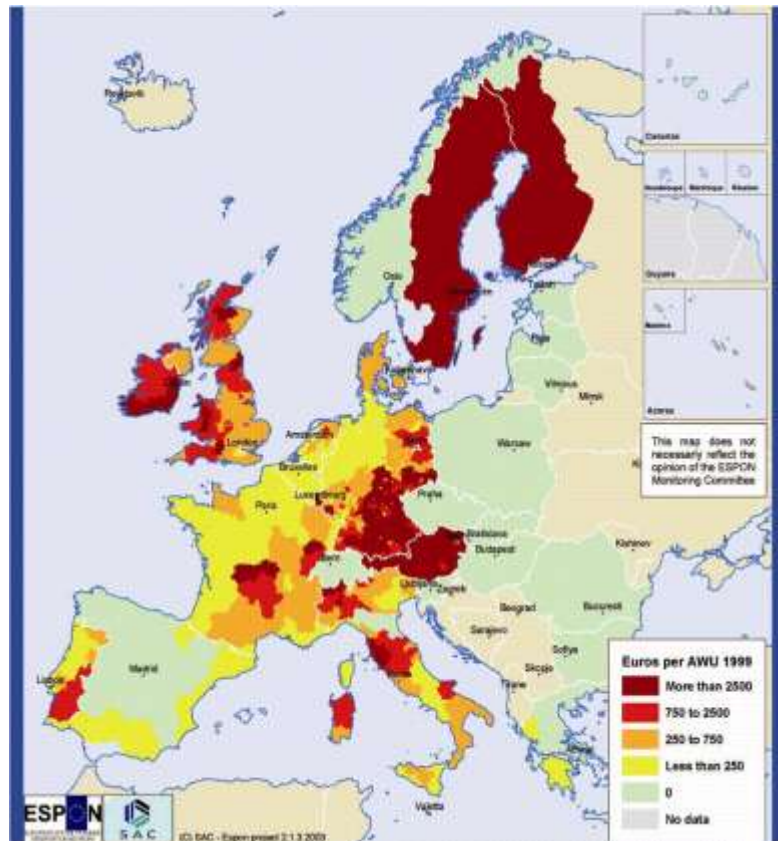 Reykjavik
Canarias
Guadeloupe Martinique Réunion
Guyane
Madeira
Acores
This map does not
necessarily reflect the
opinion of the ESPON
Monitoring Committee
Oslo
Tallinn
Riga
Vilnius
Minsk
London
Amsterdam
Warsaw
Bruxelles
Luxembourg
Praha
Paris
Bratislava
Budapest
Kishinev
Bern
Ljubljana
Zagreb
Beograd
Bucuresti
Sarajevo
Sofiya
Skopje
Tirane
Madrid
Lisboa
Valletta
Euros per AWU 1999
More than 2500
750 to 2500
250 to 750
Less than 250
0
No data
ESPON
SAC
(C) SAC - Espon project 2.1.3 2003